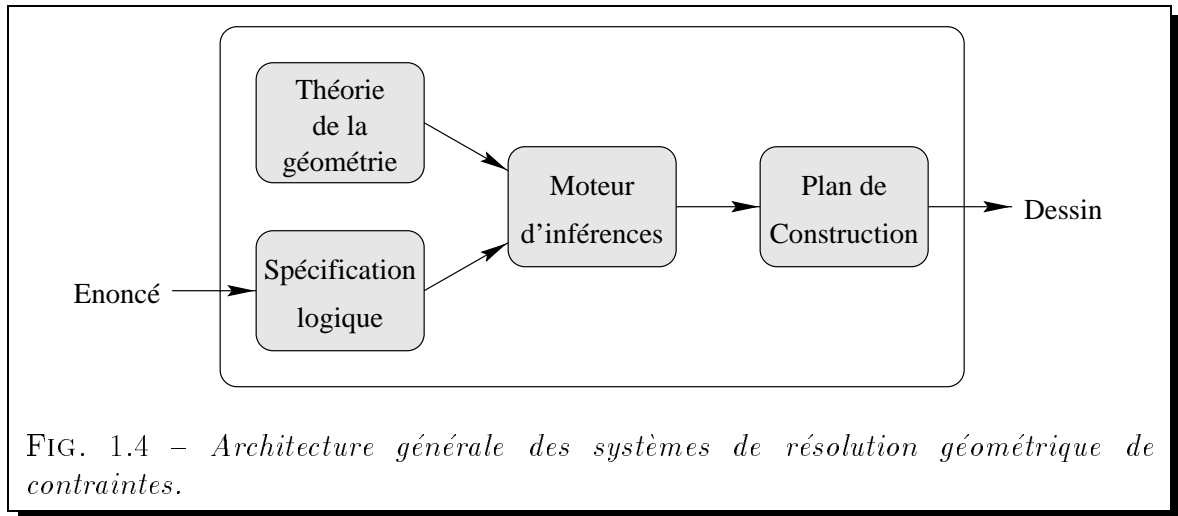 Théorie
de la
géométrie
Moteur
d'inférences
Plan de
Construction
Dessin
Enoncé
Spécification
logique
FIG. 1.4 – Architecture générale des systèmes de résolution géométrique de
contraintes.